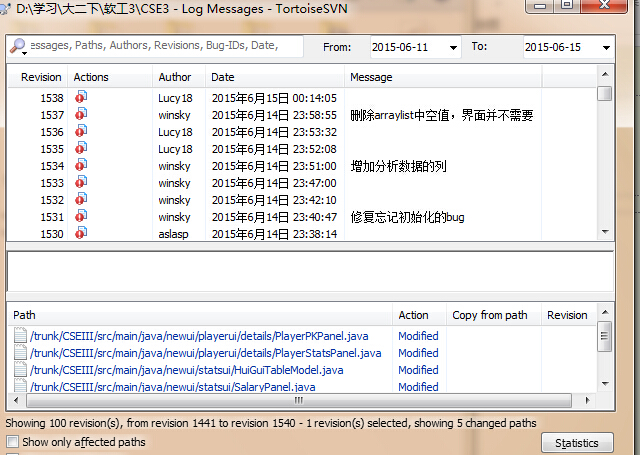 D:\学习\大二下\软工3\CSE3 - Log Messages - TortoiseSVN
essages, Paths, Authors, Revisions, Bug-IDs, Date, From: 2015-06-11 To: 2015-06-15
Revision Actions Author Date Message
1538 Lucy18 2015年6月15日 00:14:05
1537 winsky 2015年6月14日 23:58:55 删除arraylist中空值，界面并不需要
1536 Lucy18 2015年6月14日 23:53:32
1535 Lucy18 2015年6月14日 23:52:08
1534 winsky 2015年6月14日 23:51:00 增加分析数据的列
1533 winsky 2015年6月14日 23:47:00
1532 winsky 2015年6月14日 23:42:10
1531 winsky 2015年6月14日 23:40:47 修复忘记初始化的bug
1530 aslasp 2015年6月14日 23:38:14
Path Action Copy from path Revision
/trunk/CSEIII/src/main/java/newui/playerui/details/PlayerPKPanel.java Modified
/trunk/CSEIII/src/main/java/newui/playerui/details/PlayerStatsPanel.java Modified
/trunk/CSEIII/src/main/java/newui/statsui/HuiGuiTableModel.java Modified
/trunk/CSEIII/src/main/java/newui/statsui/SalaryPanel.java Modified
Showing 100 revision(s), from revision 1441 to revision 1540 - 1 revision(s) selected, showing 5 changed paths
Show only affected paths
Statistics